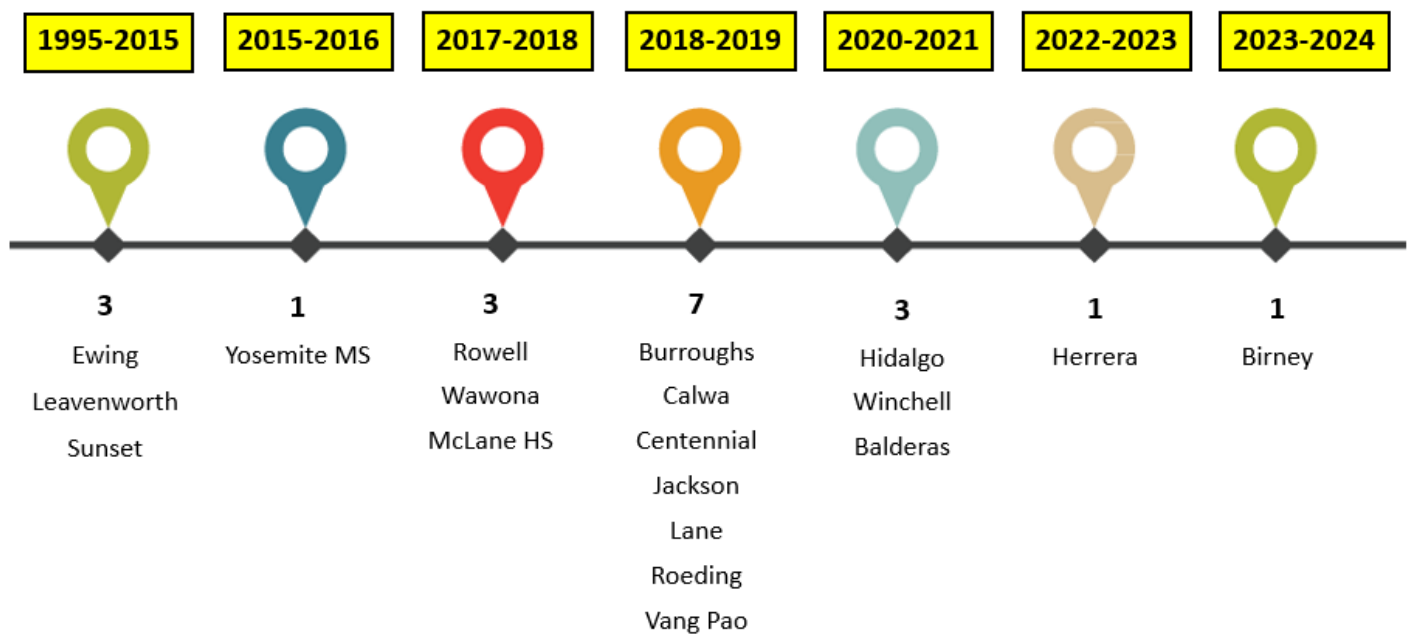 1995-2015
2015-2016
2017-2018
2018-2019
2020-2021
2022-2023
2023-2024
3
Ewing
Leavenworth
Sunset
1
Yosemite MS
3
Rowell
Wawona
McLane HS
7
Burroughs
Calwa
Centennial
Jackson
Lane
Roeding
Vang Pao
3
Hidalgo
Winchell
Balderas
1
Herrera
1
Birney